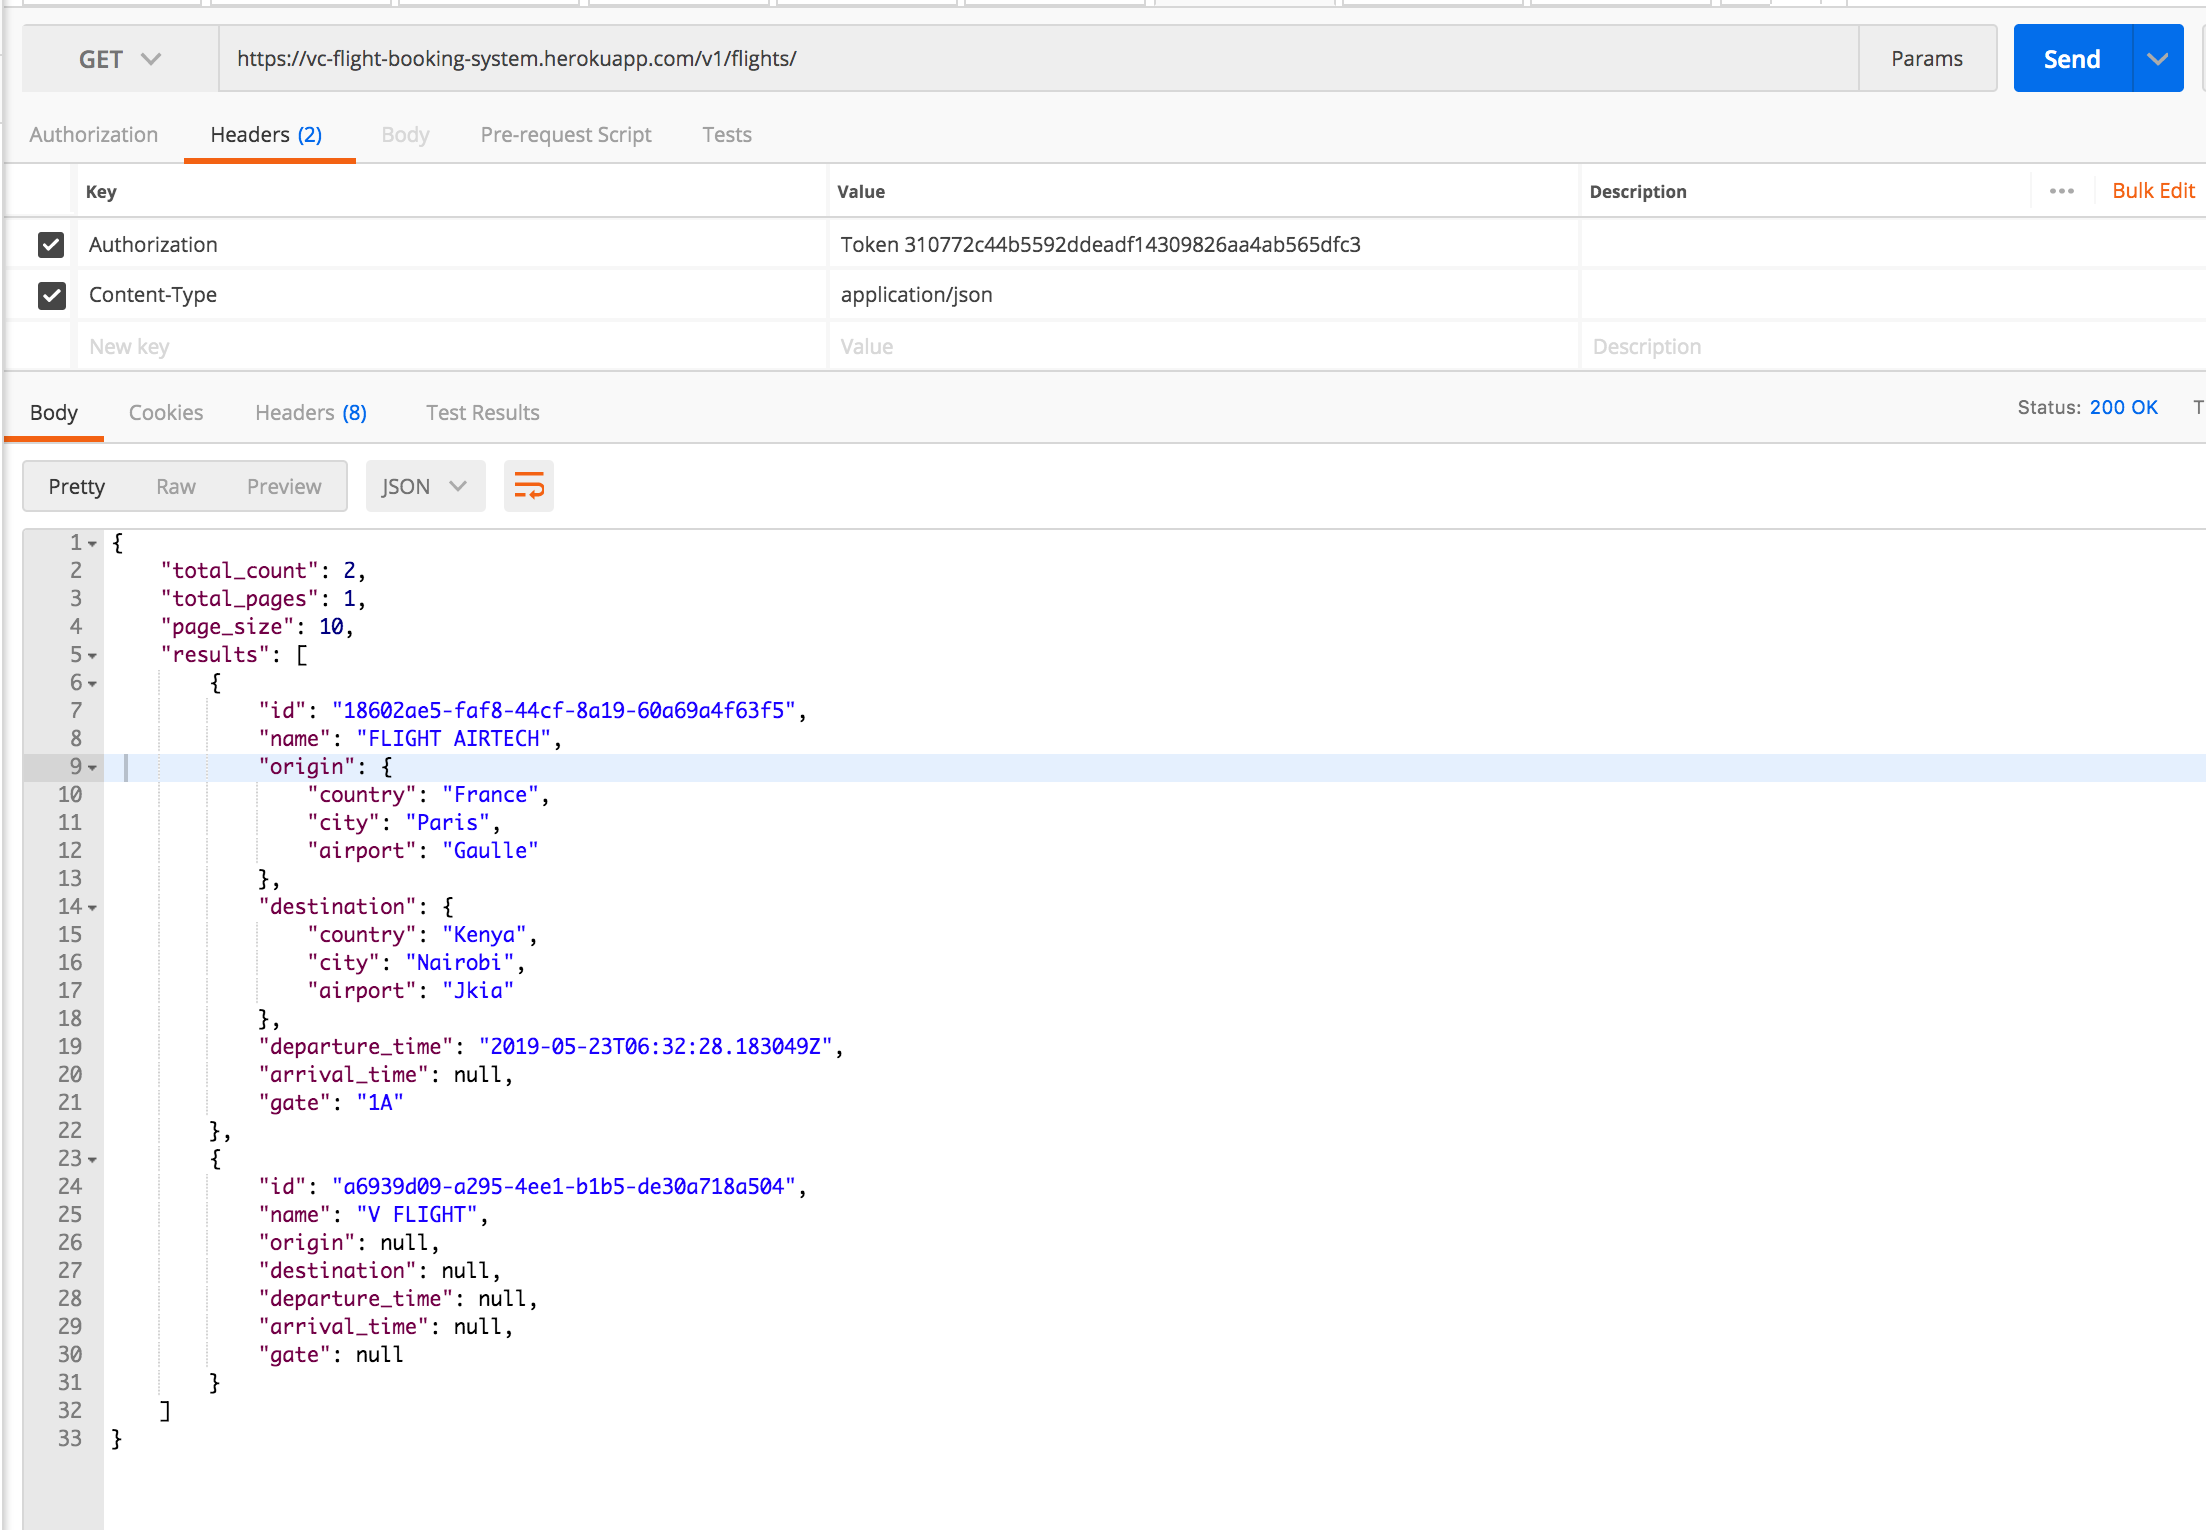 GET https://vc-flight-booking-system.herokuapp.com/v1/flights/ Params Send
Authorization Headers (2) Body Pre-request Script Tests
Key Value Description ••• Bulk Edit
Authorization Token 310772c44b5592ddeadf14309826aa4ab565dfc3
Content-Type application/json
New key Value Description
Body Cookies Headers (8) Test Results Status: 200 OK T
Pretty Raw Preview JSON
1 {
2 "total_count": 2,
3 "total_pages": 1,
4 "page_size": 10,
5 "results": [
6 {
7 "id": "18602ae5-faf8-44cf-8a19-60a69a4f63f5",
8 "name": "FLIGHT AIRTECH",
9 "origin": {
10 "country": "France",
11 "city": "Paris",
12 "airport": "Gaulle"
13 },
14 "destination": {
15 "country": "Kenya",
16 "city": "Nairobi",
17 "airport": "Jkia"
18 },
19 "departure_time": "2019-05-23T06:32:28.183049Z",
20 "arrival_time": null,
21 "gate": "1A"
22 },
23 {
24 "id": "a6939d09-a295-4ee1-b1b5-de30a718a504",
25 "name": "V FLIGHT",
26 "origin": null,
27 "destination": null,
28 "departure_time": null,
29 "arrival_time": null,
30 "gate": null
31 }
32 ]
33 }